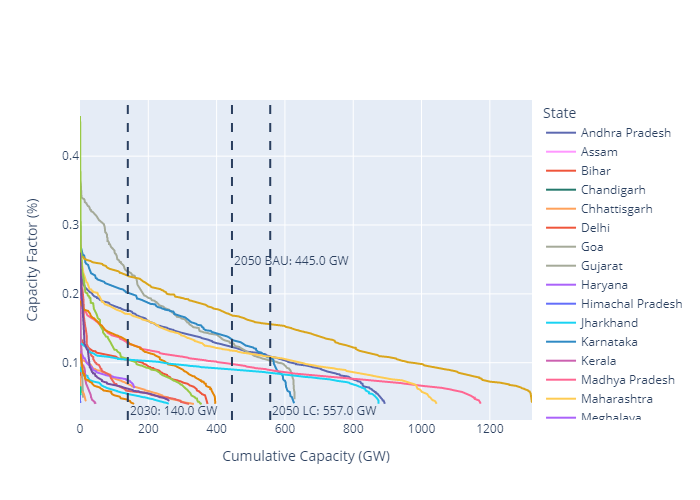 State
Andhra Pradesh
Assam
Bihar
Chandigarh
Chhattisgarh
Delhi
Goa
Gujarat
Haryana
Himachal Pradesh
Jharkhand
Karnataka
Kerala
Madhya Pradesh
Maharashtra
Meghalaya
Capacity Factor (%)
0.4
0.3
0.2
0.1
2050 BAU: 445.0 GW
2030: 140.0 GW
2050 LC: 557.0 GW
0 200 400 600 800 1000 1200
Cumulative Capacity (GW)